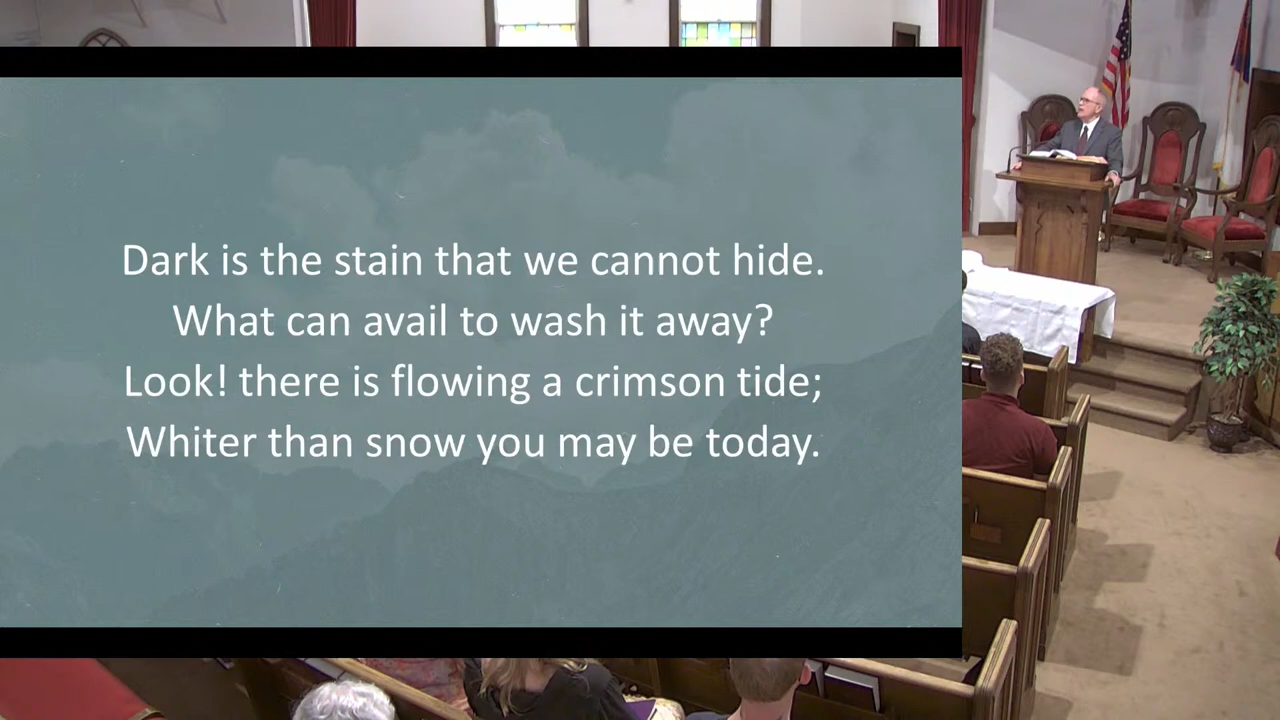 Dark is the stain that we cannot hide.
What can avail to wash it away?
Look! there is flowing a crimson tide;
Whiter than snow you may be today.